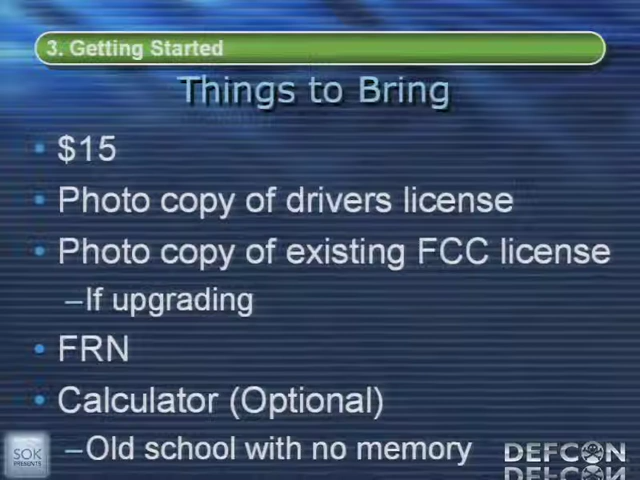 3. Getting Started
Things to Bring
• $15
• Photo copy of drivers license
• Photo copy of existing FCC license
–If upgrading
• FRN
• Calculator (Optional)
–Old school with no memory
SOK
PRESENTS
DEFCON